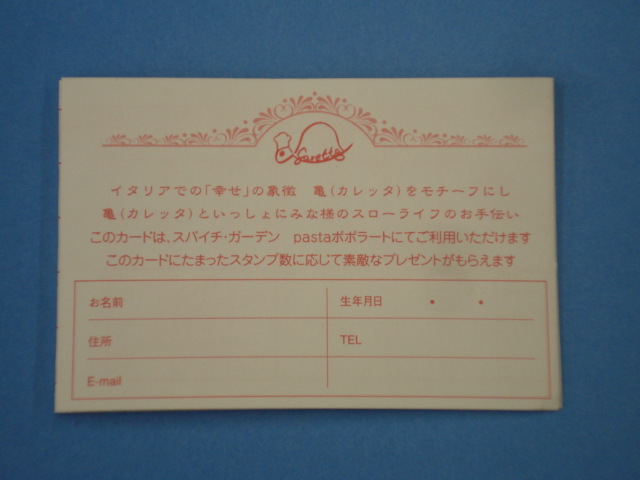 Caretta
イタリアでの「幸せ」の象徴　亀(カレッタ)をモチーフにし
亀(カレッタ)といっしょにみな様のスローライフのお手伝い
このカードは、スパイチ・ガーデン　pastaポポラートにてご利用いただけます
このカードにたまったスタンプ数に応じて素敵なプレゼントがもらえます
お名前
生年月日　・　・
住所
TEL
E-mail